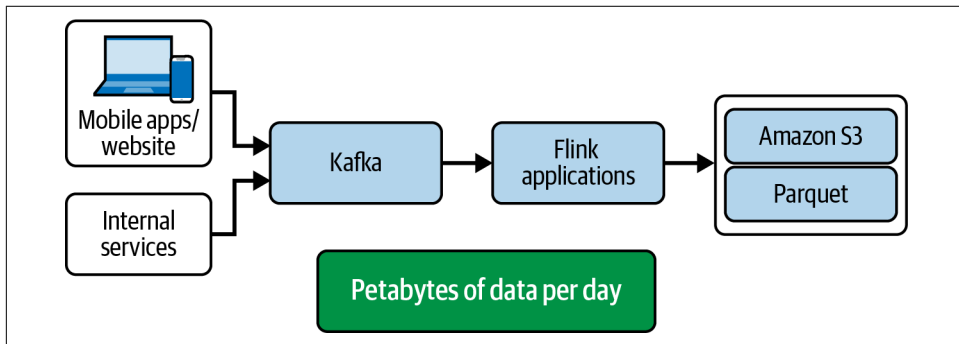 Mobile apps/
website
Internal
services
Kafka
Flink
applications
Amazon S3
Parquet
Petabytes of data per day